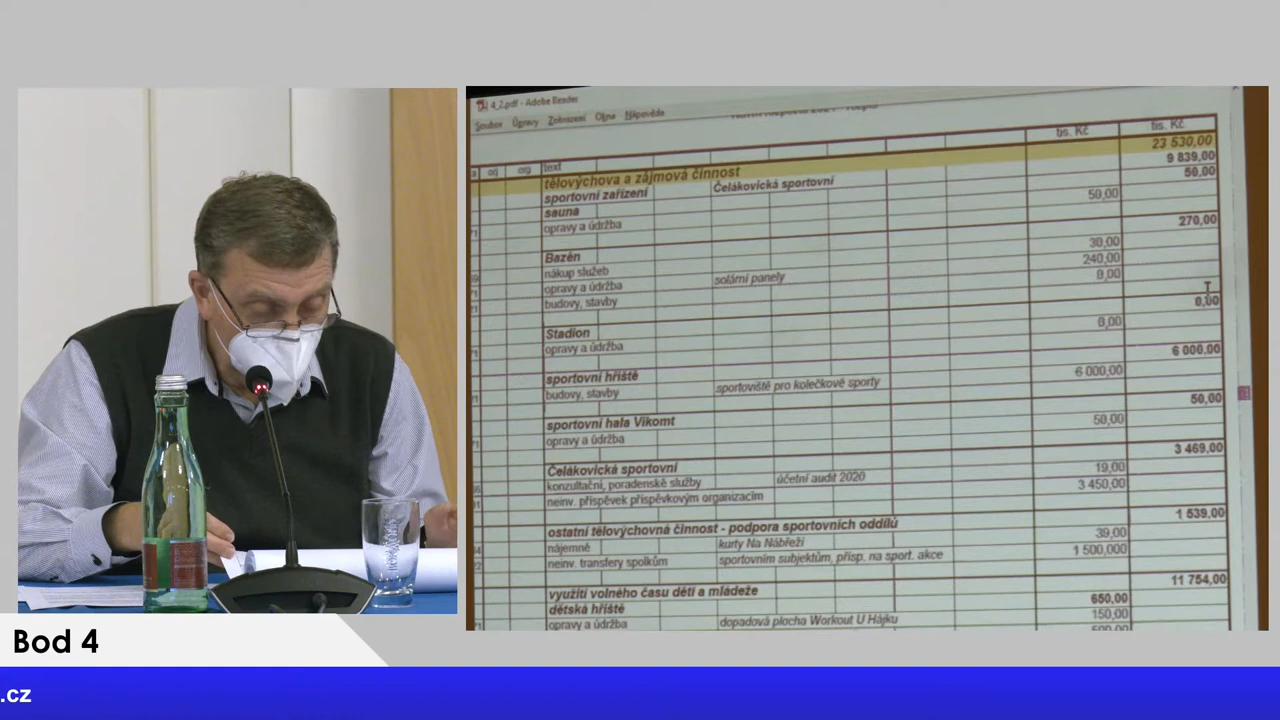 4_2.pdf - Adobe Reader
Soubor Úpravy Zobrazení Okna Nápověda
tis. Kč tis. Kč
a orj org text
tělovýchova a zájmová činnost 23 530,00
sportovní zařízení Čelákovická sportovní 9 839,00
sauna 50,00
opravy a údržba 50,00
Bazén 270,00
nákup služeb 30,00
opravy a údržba solární panely 240,00
budovy, stavby 0,00
Stadion 0,00
opravy a údržba 0,00
sportovní hřiště 6 000,00
budovy, stavby sportoviště pro kolečkové sporty 6 000,00
sportovní hala Vikomt 50,00
opravy a údržba 50,00
Čelákovická sportovní 3 469,00
konzultační, poradenské služby účetní audit 2020 19,00
neinv. příspěvek příspěvkovým organizacím 3 450,00
ostatní tělovýchovná činnost - podpora sportovních oddílů 1 539,00
nájemné kurty Na Nábřeží 39,00
neinv. transfery spolkům sportovním subjektům, přísp. na sport. akce 1 500,000
využití volného času dětí a mládeže 11 754,00
dětská hřiště 650,00
opravy a údržba dopadová plocha Workout U Hájku 150,00
Bod 4
.cz